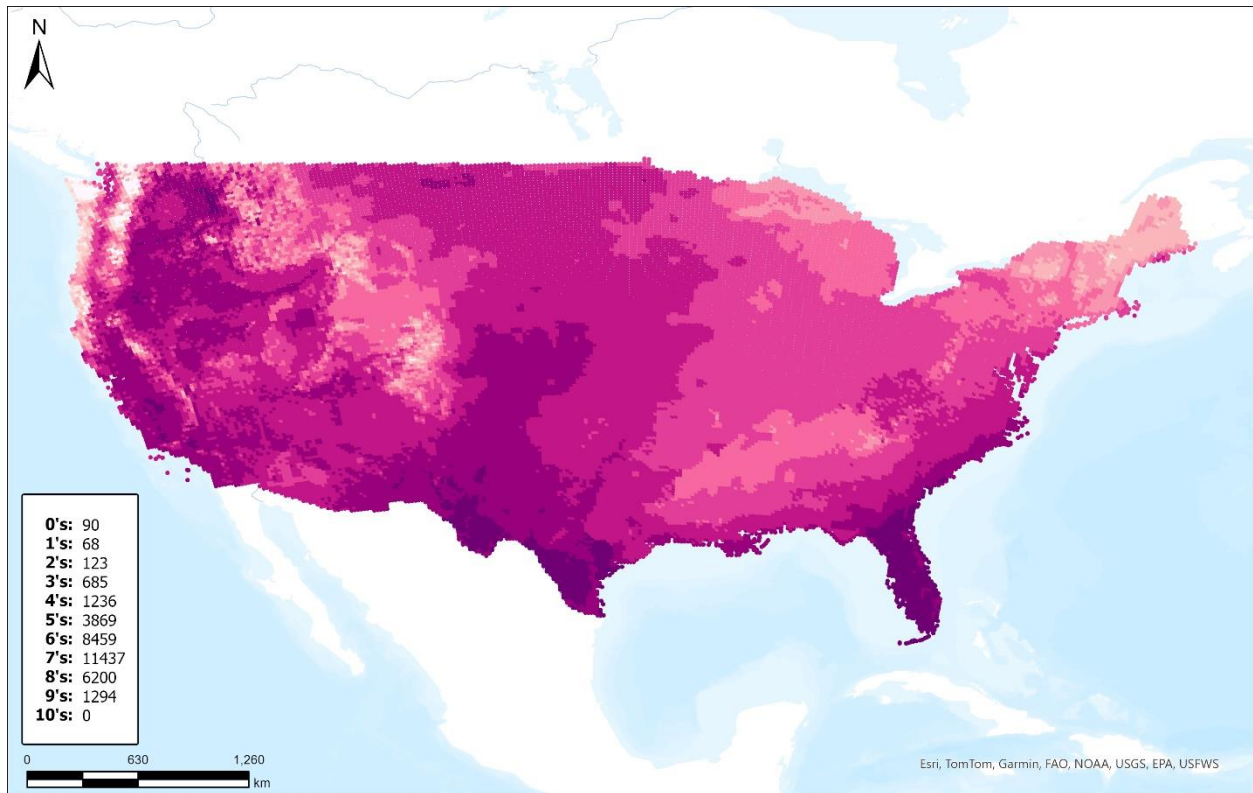 N
0's: 90
1's: 68
2's: 123
3's: 685
4's: 1236
5's: 3869
6's: 8459
7's: 11437
8's: 6200
9's: 1294
10's: 0
0 630 1,260
km
Esri, TomTom, Garmin, FAO, NOAA, USGS, EPA, USFWS